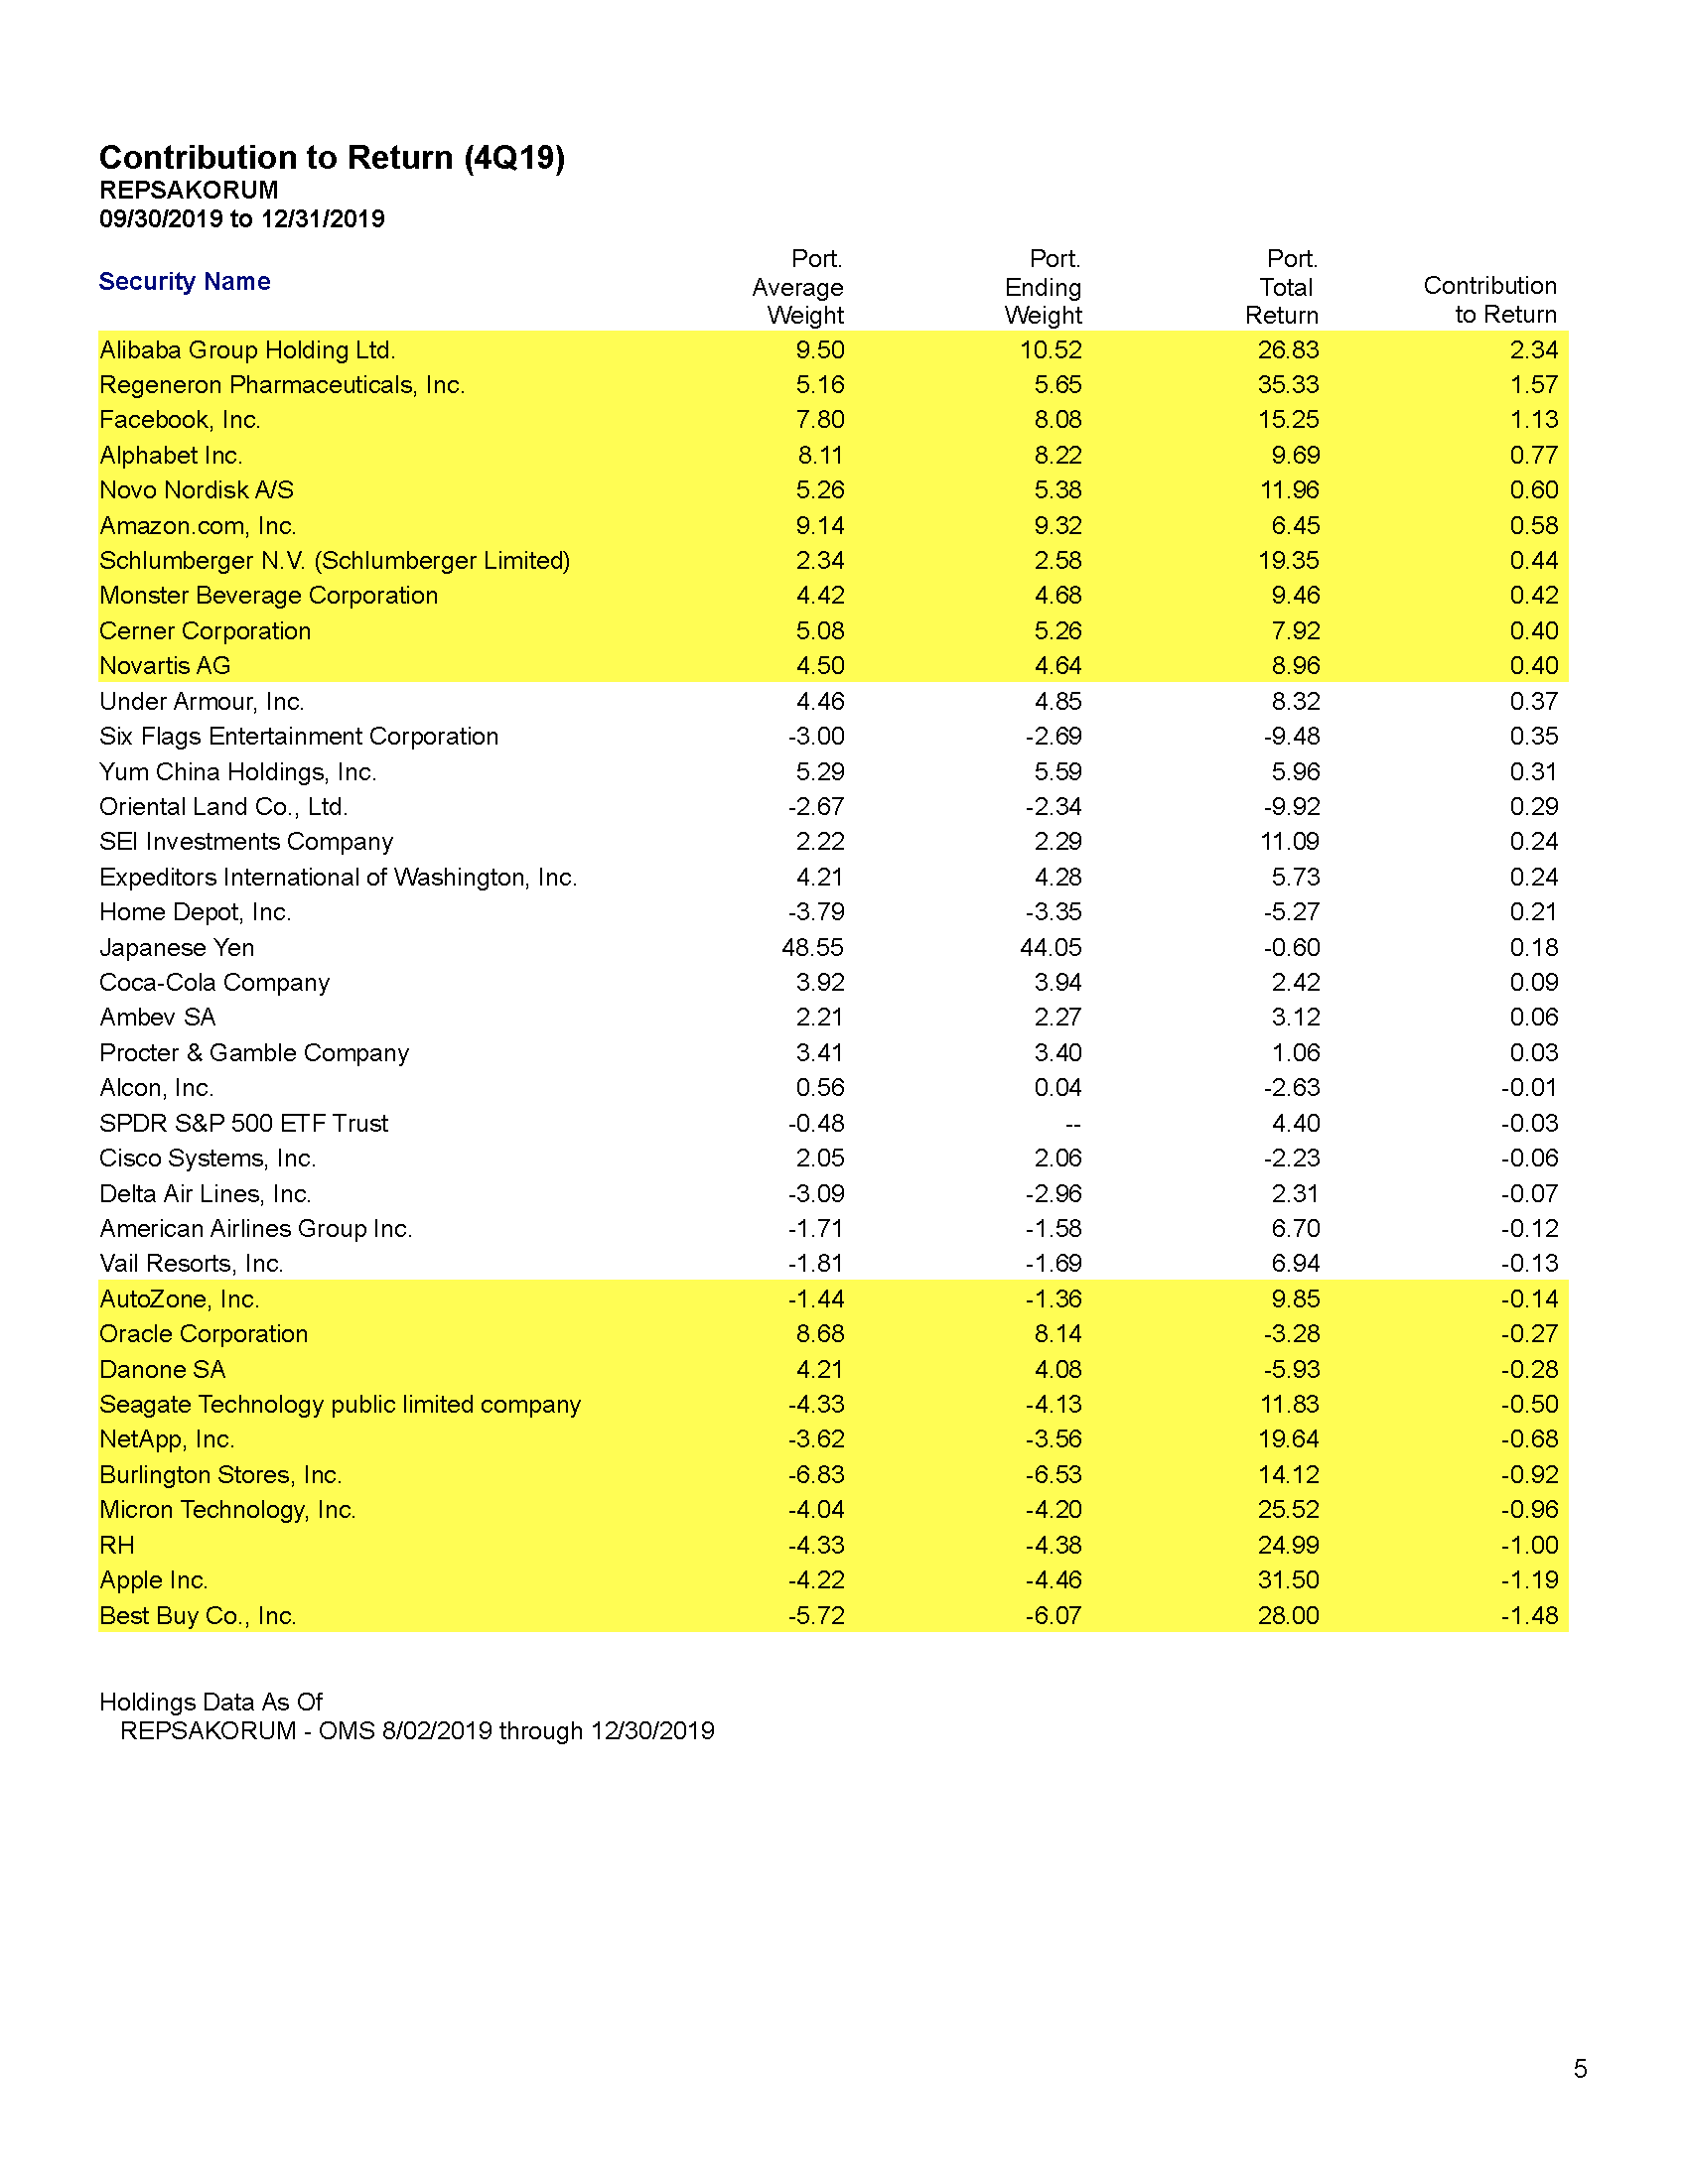 Contribution to Return (4Q19)
REPSAKORUM
09/30/2019 to 12/31/2019
Security Name Port. Average Weight Port. Ending Weight Port. Total Return Contribution to Return
Alibaba Group Holding Ltd. 9.50 10.52 26.83 2.34
Regeneron Pharmaceuticals, Inc. 5.16 5.65 35.33 1.57
Facebook, Inc. 7.80 8.08 15.25 1.13
Alphabet Inc. 8.11 8.22 9.69 0.77
Novo Nordisk A/S 5.26 5.38 11.96 0.60
Amazon.com, Inc. 9.14 9.32 6.45 0.58
Schlumberger N.V. (Schlumberger Limited) 2.34 2.58 19.35 0.44
Monster Beverage Corporation 4.42 4.68 9.46 0.42
Cerner Corporation 5.08 5.26 7.92 0.40
Novartis AG 4.50 4.64 8.96 0.40
Under Armour, Inc. 4.46 4.85 8.32 0.37
Six Flags Entertainment Corporation -3.00 -2.69 -9.48 0.35
Yum China Holdings, Inc. 5.29 5.59 5.96 0.31
Oriental Land Co., Ltd. -2.67 -2.34 -9.92 0.29
SEI Investments Company 2.22 2.29 11.09 0.24
Expeditors International of Washington, Inc. 4.21 4.28 5.73 0.24
Home Depot, Inc. -3.79 -3.35 -5.27 0.21
Japanese Yen 48.55 44.05 -0.60 0.18
Coca-Cola Company 3.92 3.94 2.42 0.09
Ambev SA 2.21 2.27 3.12 0.06
Procter & Gamble Company 3.41 3.40 1.06 0.03
Alcon, Inc. 0.56 0.04 -2.63 -0.01
SPDR S&P 500 ETF Trust -0.48 -- 4.40 -0.03
Cisco Systems, Inc. 2.05 2.06 -2.23 -0.06
Delta Air Lines, Inc. -3.09 -2.96 2.31 -0.07
American Airlines Group Inc. -1.71 -1.58 6.70 -0.12
Vail Resorts, Inc. -1.81 -1.69 6.94 -0.13
AutoZone, Inc. -1.44 -1.36 9.85 -0.14
Oracle Corporation 8.68 8.14 -3.28 -0.27
Danone SA 4.21 4.08 -5.93 -0.28
Seagate Technology public limited company -4.33 -4.13 11.83 -0.50
NetApp, Inc. -3.62 -3.56 19.64 -0.68
Burlington Stores, Inc. -6.83 -6.53 14.12 -0.92
Micron Technology, Inc. -4.04 -4.20 25.52 -0.96
RH -4.33 -4.38 24.99 -1.00
Apple Inc. -4.22 -4.46 31.50 -1.19
Best Buy Co., Inc. -5.72 -6.07 28.00 -1.48
Holdings Data As Of
REPSAKORUM - OMS 8/02/2019 through 12/30/2019
5